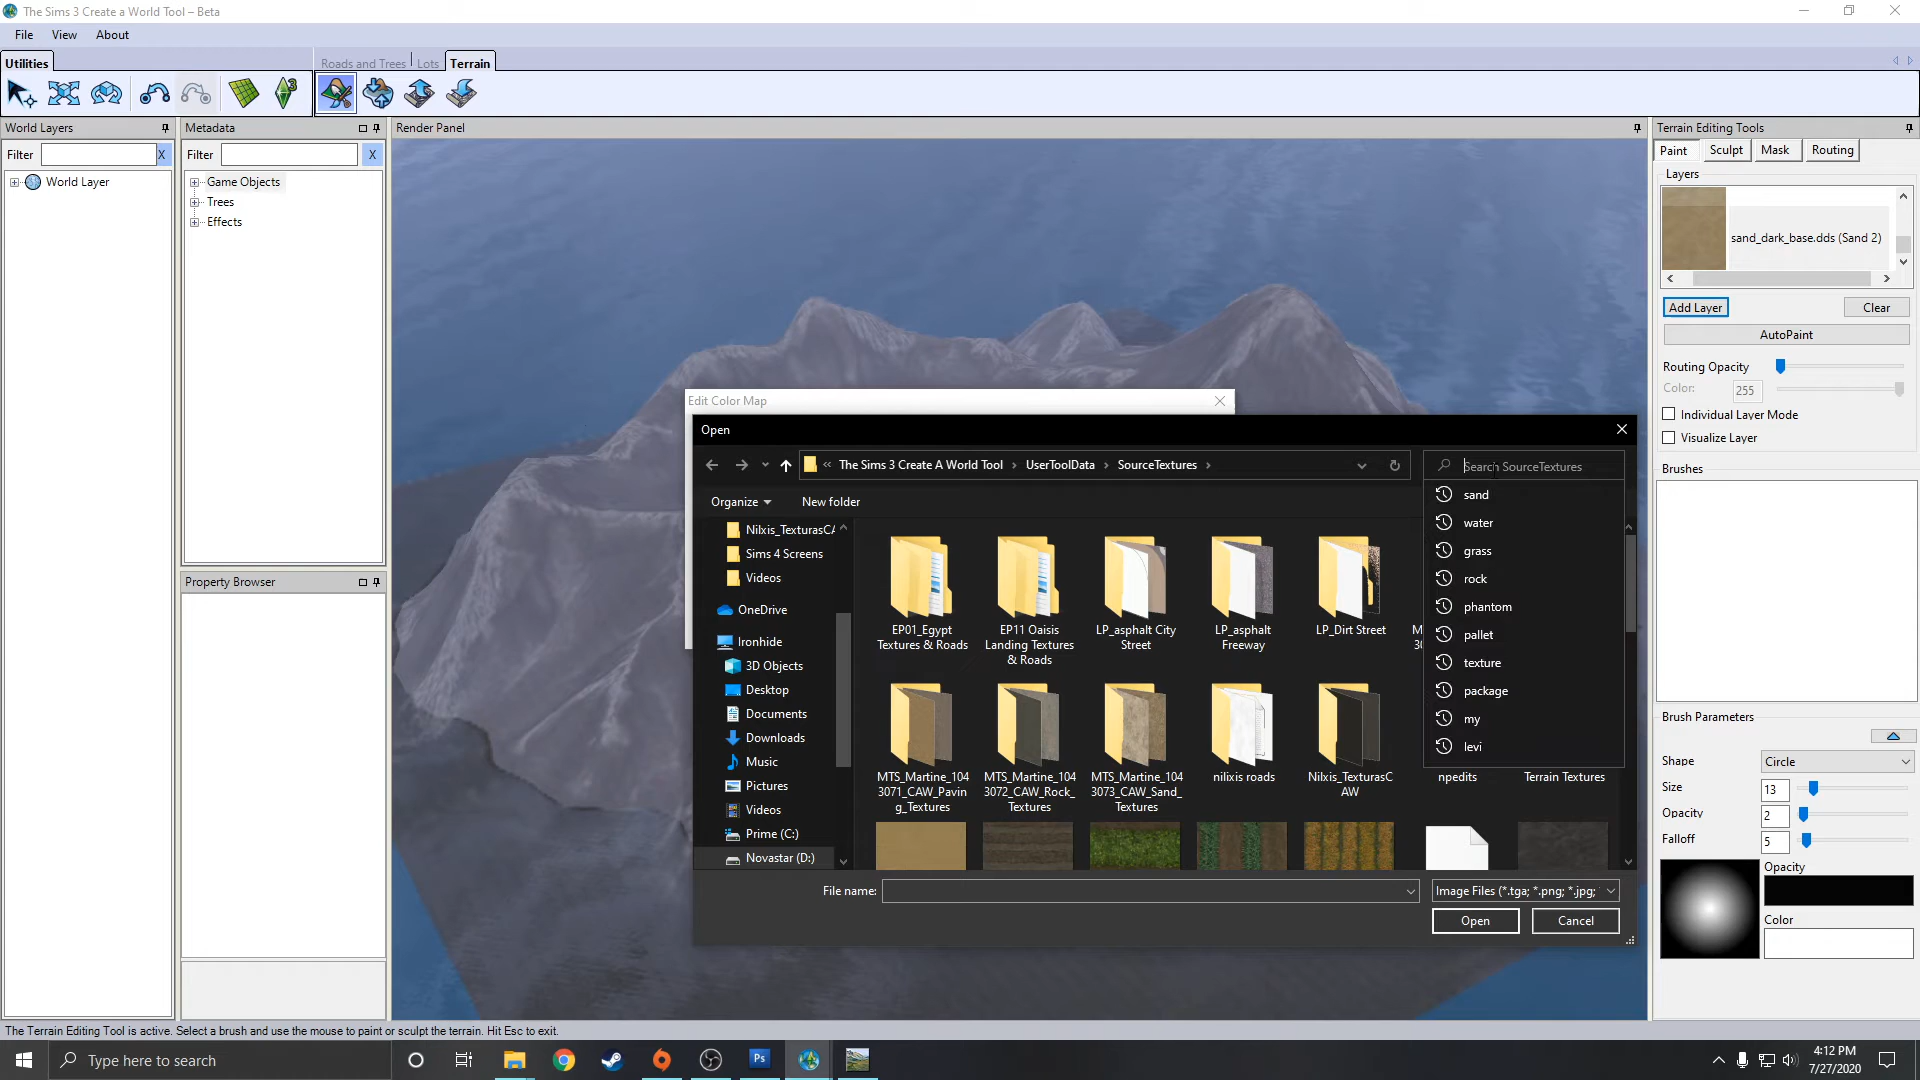 The Sims 3 Create a World Tool – Beta
File View About
Utilities
Roads and Trees Lots Terrain
World Layers Metadata Render Panel Terrain Editing Tools
Filter X Filter X
Paint Sculpt Mask Routing
World Layer
Game Objects
Trees
Effects
Property Browser
Layers
sand_dark_base.dds (Sand 2)
Add Layer Clear
AutoPaint
Routing Opacity
Color: 255
Individual Layer Mode
Visualize Layer
Brushes
Brush Parameters
Shape Circle
Size 13
Opacity 2
Falloff 5
Opacity
Color
Edit Color Map
Open
« The Sims 3 Create A World Tool › UserToolData › SourceTextures ›
Search SourceTextures
Organize New folder
sand
water
grass
rock
phantom
pallet
texture
package
my
levi
Nilxis_TexturasCA
Sims 4 Screens
Videos
OneDrive
Ironhide
3D Objects
Desktop
Documents
Downloads
Music
Pictures
Videos
Prime (C:)
Novastar (D:)
EP01_Egypt
Textures & Roads
EP11 Oaisis
Landing Textures
& Roads
LP_asphalt City
Street
LP_asphalt
Freeway
LP_Dirt Street
MTS_Martine_104
3071_CAW_Pavin
g_Textures
MTS_Martine_104
3072_CAW_Rock_
Textures
MTS_Martine_104
3073_CAW_Sand_
Textures
nilixis roads
Nilxis_TexturasC
AW
npedits
Terrain Textures
File name:
Image Files (*.tga; *.png; *.jpg;
Open Cancel
The Terrain Editing Tool is active. Select a brush and use the mouse to paint or sculpt the terrain. Hit Esc to exit.
Type here to search
Ps
4:12 PM
7/27/2020